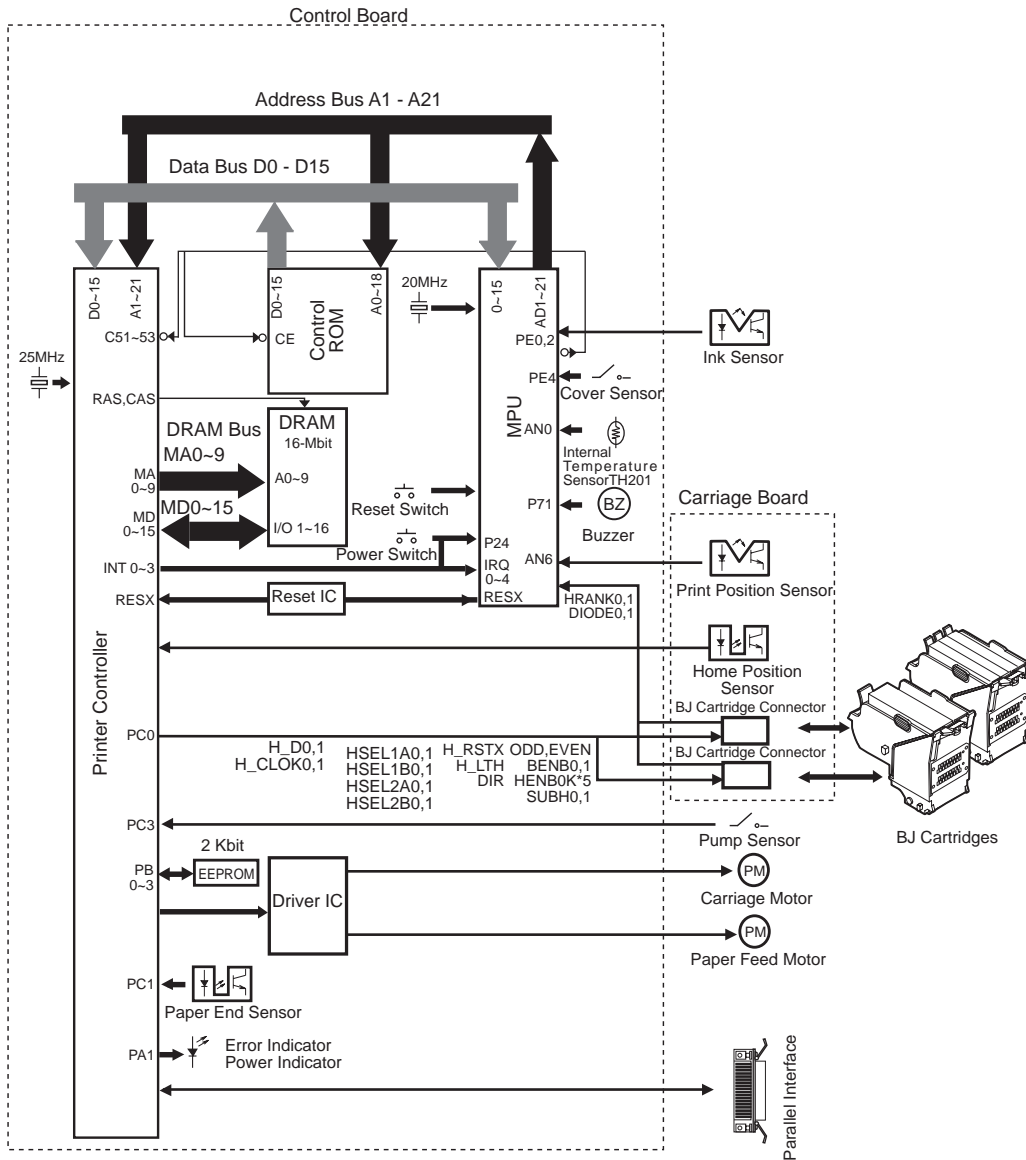 Control Board
Address Bus A1 - A21
Data Bus D0 - D15
D0~15
A1~21
D0~15
A0~18
20MHz
0~15
AD1~21
C51~53
CE
Control
ROM
PE0,2
Ink Sensor
25MHz
RAS,CAS
PE4
Cover Sensor
MPU
DRAM
16-Mbit
DRAM Bus
MA0~9
AN0
Internal
Temperature
SensorTH201
MA
0~9
A0~9
Reset Switch
P71
BZ
Buzzer
Carriage Board
MD
0~15
MD0~15
I/O 1~16
Power Switch
P24
AN6
Print Position Sensor
INT 0~3
IRQ
0~4
RESX
Reset IC
RESX
HRANK0,1
DIODE0,1
Home Position
Sensor
BJ Cartridge Connector
Printer Controller
PC0
H_D0,1
H_CLOK0,1
HSEL1A0,1
HSEL1B0,1
HSEL2A0,1
HSEL2B0,1
H_RSTX ODD,EVEN
H_LTH BENB0,1
DIR HENB0K*5
SUBH0,1
BJ Cartridge Connector
BJ Cartridges
PC3
Pump Sensor
2 Kbit
PB
0~3
EEPROM
Driver IC
PM
Carriage Motor
PM
Paper Feed Motor
PC1
Paper End Sensor
PA1
Error Indicator
Power Indicator
Parallel Interface